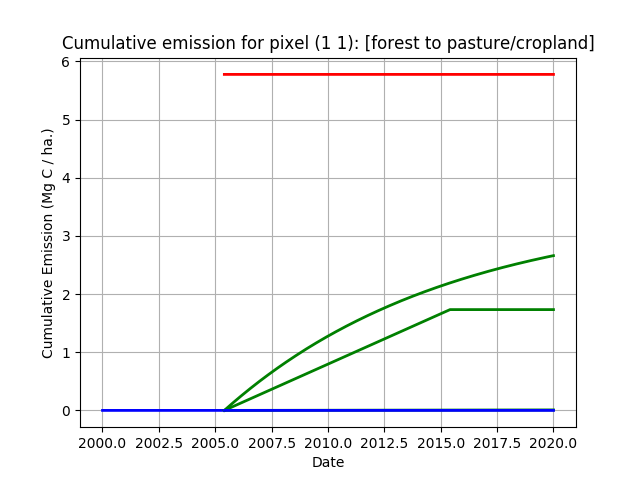 Cumulative emission for pixel (1 1): [forest to pasture/cropland]
Cumulative Emission (Mg C / ha.)
6
5
4
3
2
1
0
2000.0 2002.5 2005.0 2007.5 2010.0 2012.5 2015.0 2017.5 2020.0
Date